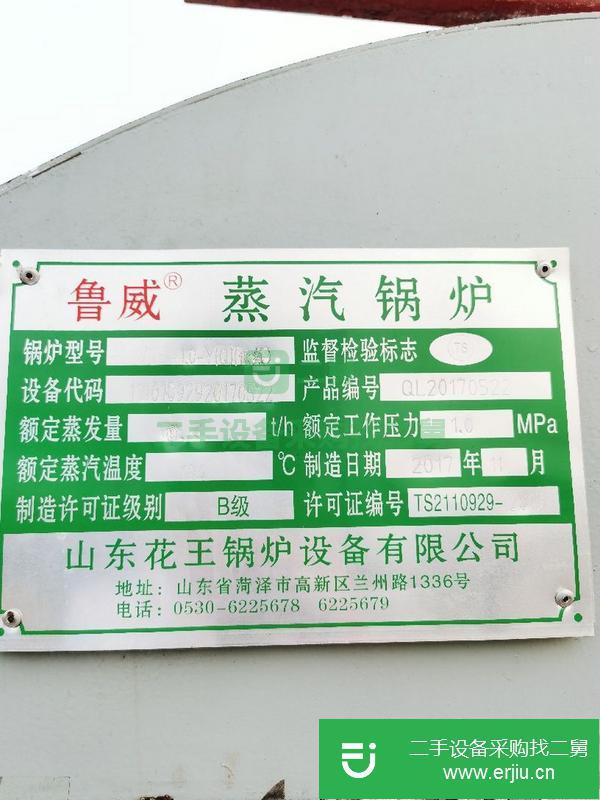 鲁威® 蒸汽锅炉
锅炉型号 监督检验标志 TS
设备代码 产品编号 QL20170522
额定蒸发量 t/h 额定工作压力 1.0 MPa
额定蒸汽温度 ℃ 制造日期 2017 年 11 月
制造许可证级别 B级 许可证编号 TS2110929-
山东花王锅炉设备有限公司
地址：山东省菏泽市高新区兰州路1336号
电话：0530-6225678 6225679
二手设备采购找二舅
www.erjiu.cn